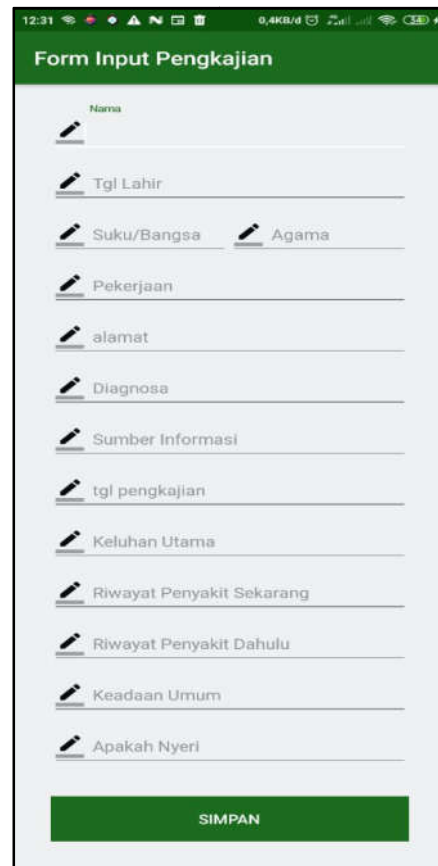 12:31 0,4KB/d 34
Form Input Pengkajian
Nama
Tgl Lahir
Suku/Bangsa Agama
Pekerjaan
alamat
Diagnosa
Sumber Informasi
tgl pengkajian
Keluhan Utama
Riwayat Penyakit Sekarang
Riwayat Penyakit Dahulu
Keadaan Umum
Apakah Nyeri
SIMPAN